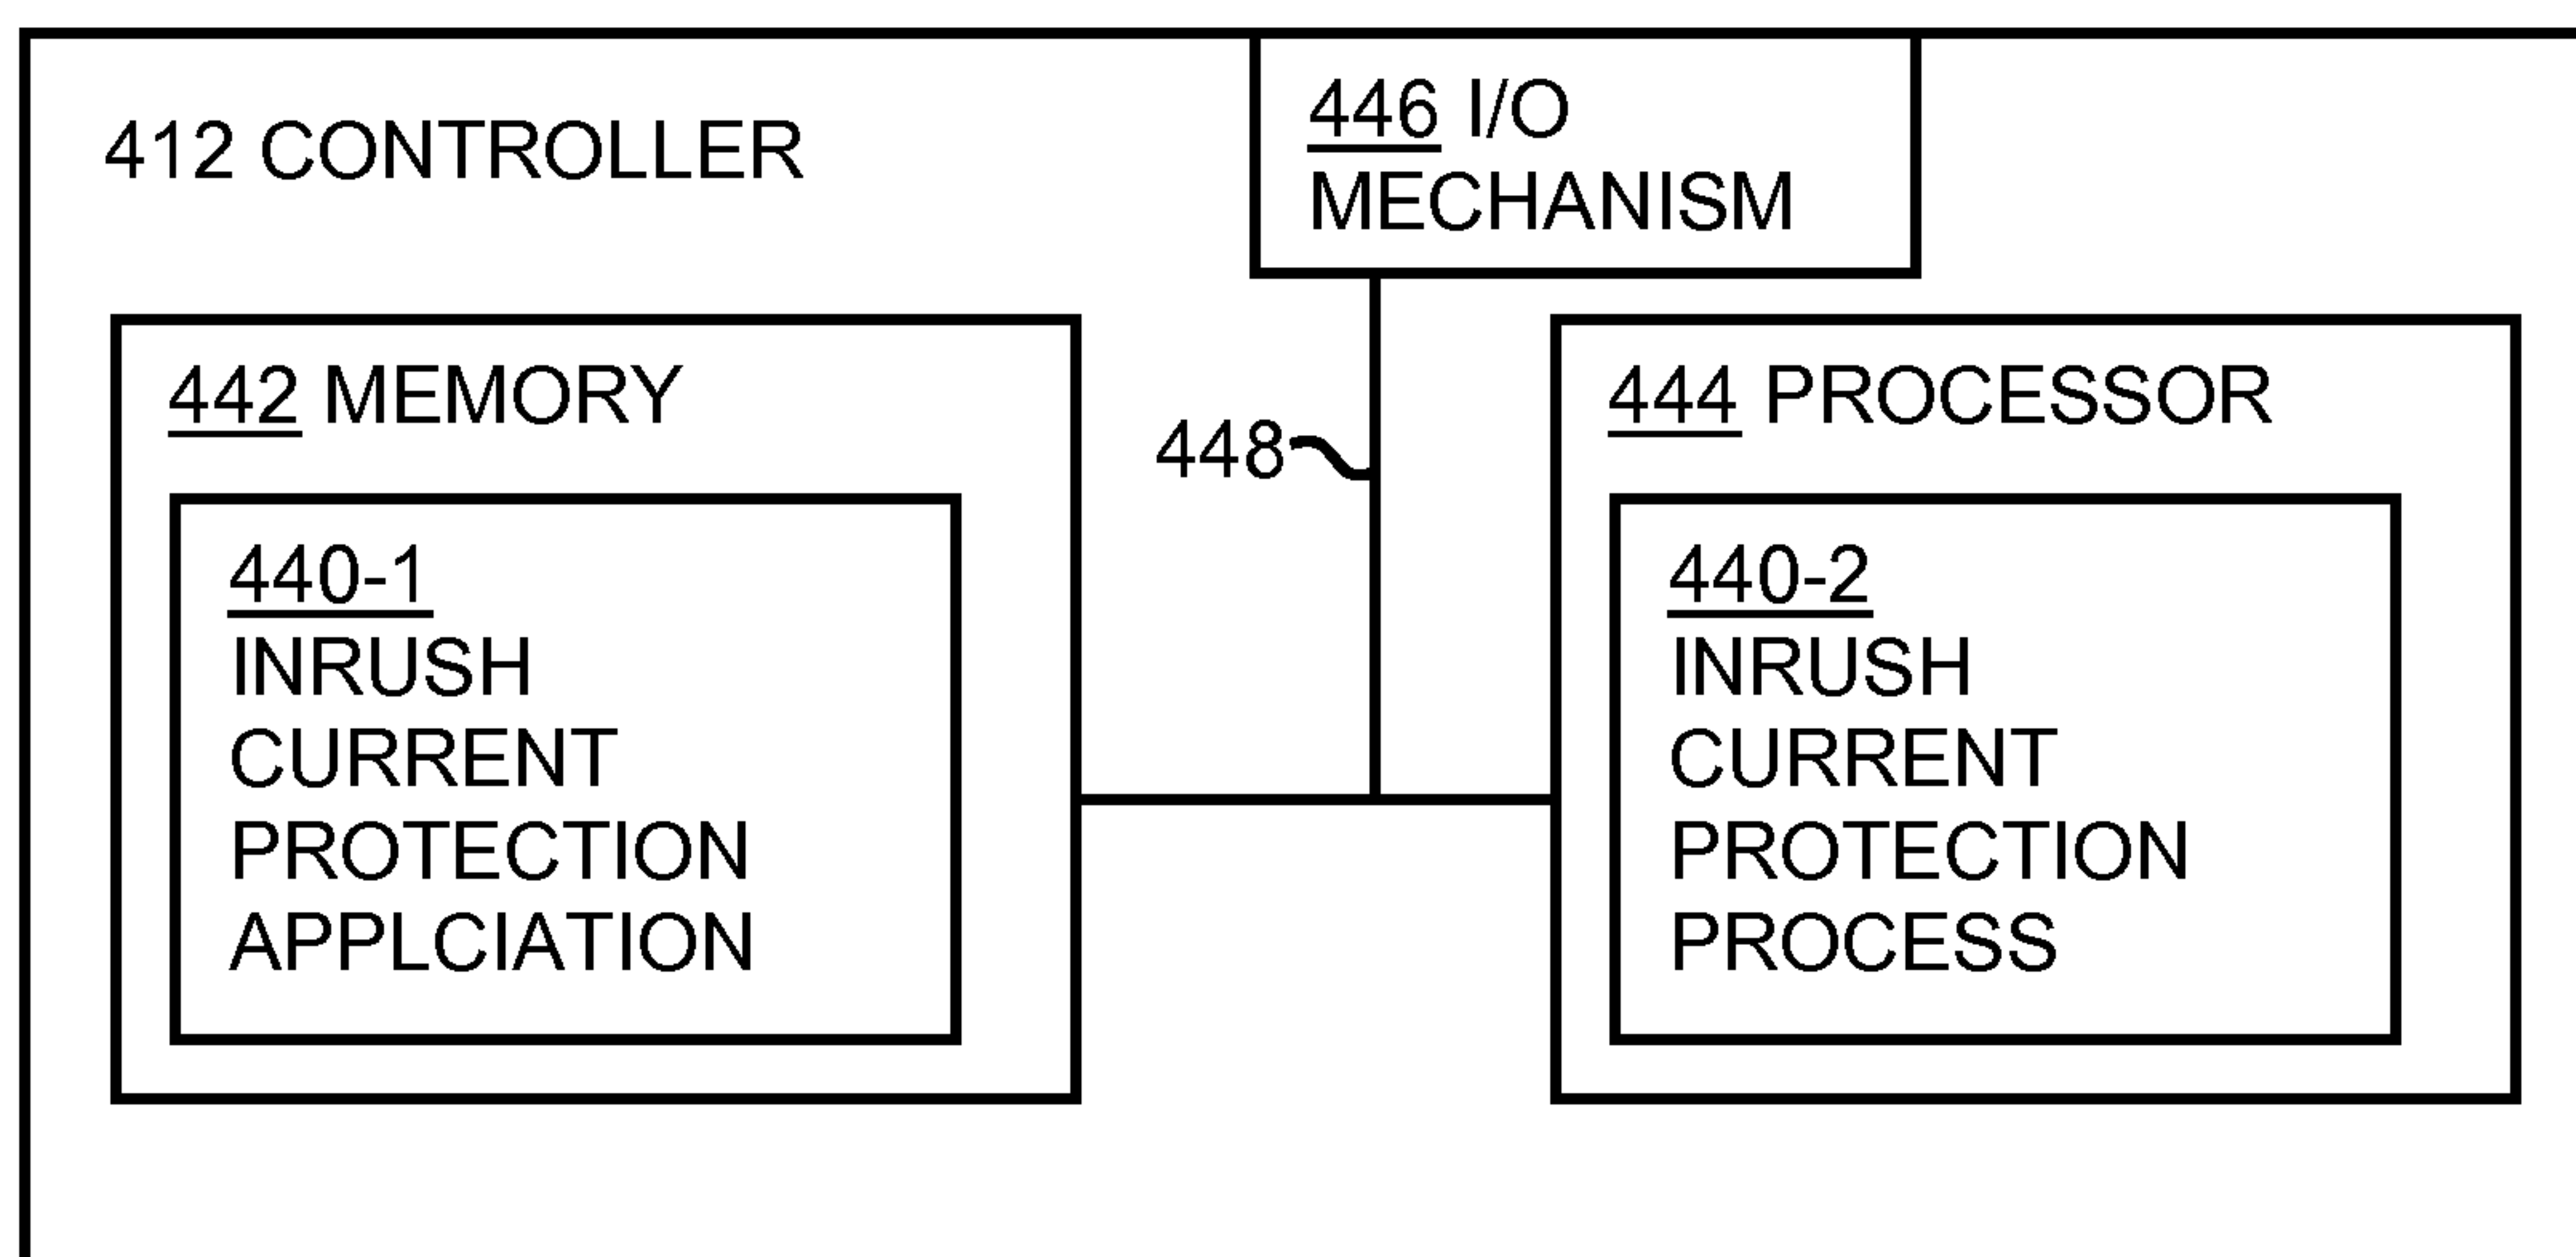 412 CONTROLLER
446 I/O
MECHANISM
442 MEMORY
440-1
INRUSH
CURRENT
PROTECTION
APPLCIATION
448
444 PROCESSOR
440-2
INRUSH
CURRENT
PROTECTION
PROCESS